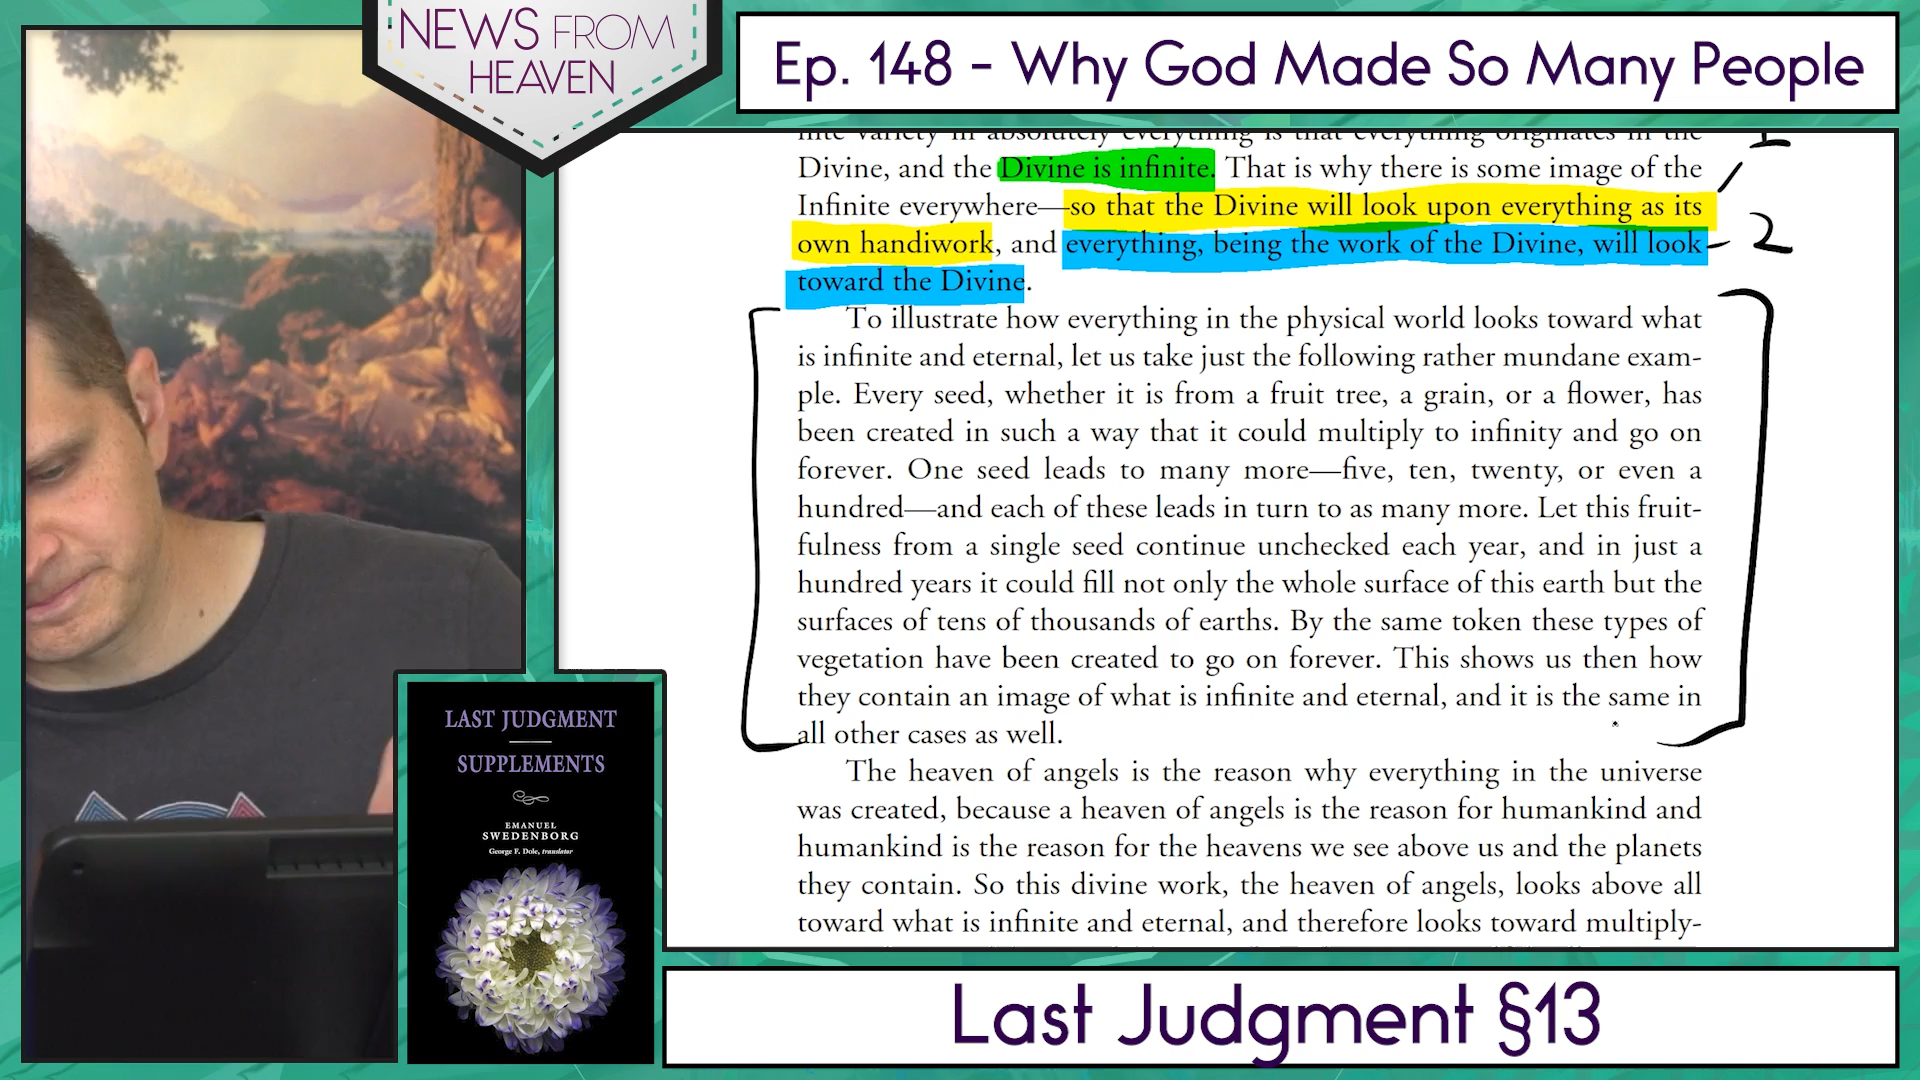 NEWS FROM
HEAVEN
Ep. 148 - Why God Made So Many People
inite variety in absolutely everything is that everything originates in the
Divine, and the Divine is infinite. That is why there is some image of the
Infinite everywhere—so that the Divine will look upon everything as its
own handiwork, and everything, being the work of the Divine, will look
toward the Divine.
1
2
To illustrate how everything in the physical world looks toward what
is infinite and eternal, let us take just the following rather mundane exam-
ple. Every seed, whether it is from a fruit tree, a grain, or a flower, has
been created in such a way that it could multiply to infinity and go on
forever. One seed leads to many more—five, ten, twenty, or even a
hundred—and each of these leads in turn to as many more. Let this fruit-
fulness from a single seed continue unchecked each year, and in just a
hundred years it could fill not only the whole surface of this earth but the
surfaces of tens of thousands of earths. By the same token these types of
vegetation have been created to go on forever. This shows us then how
they contain an image of what is infinite and eternal, and it is the same in
all other cases as well.
The heaven of angels is the reason why everything in the universe
was created, because a heaven of angels is the reason for humankind and
humankind is the reason for the heavens we see above us and the planets
they contain. So this divine work, the heaven of angels, looks above all
toward what is infinite and eternal, and therefore looks toward multiply-
LAST JUDGMENT
SUPPLEMENTS
EMANUEL
SWEDENBORG
George F. Dole, translator
Last Judgment §13